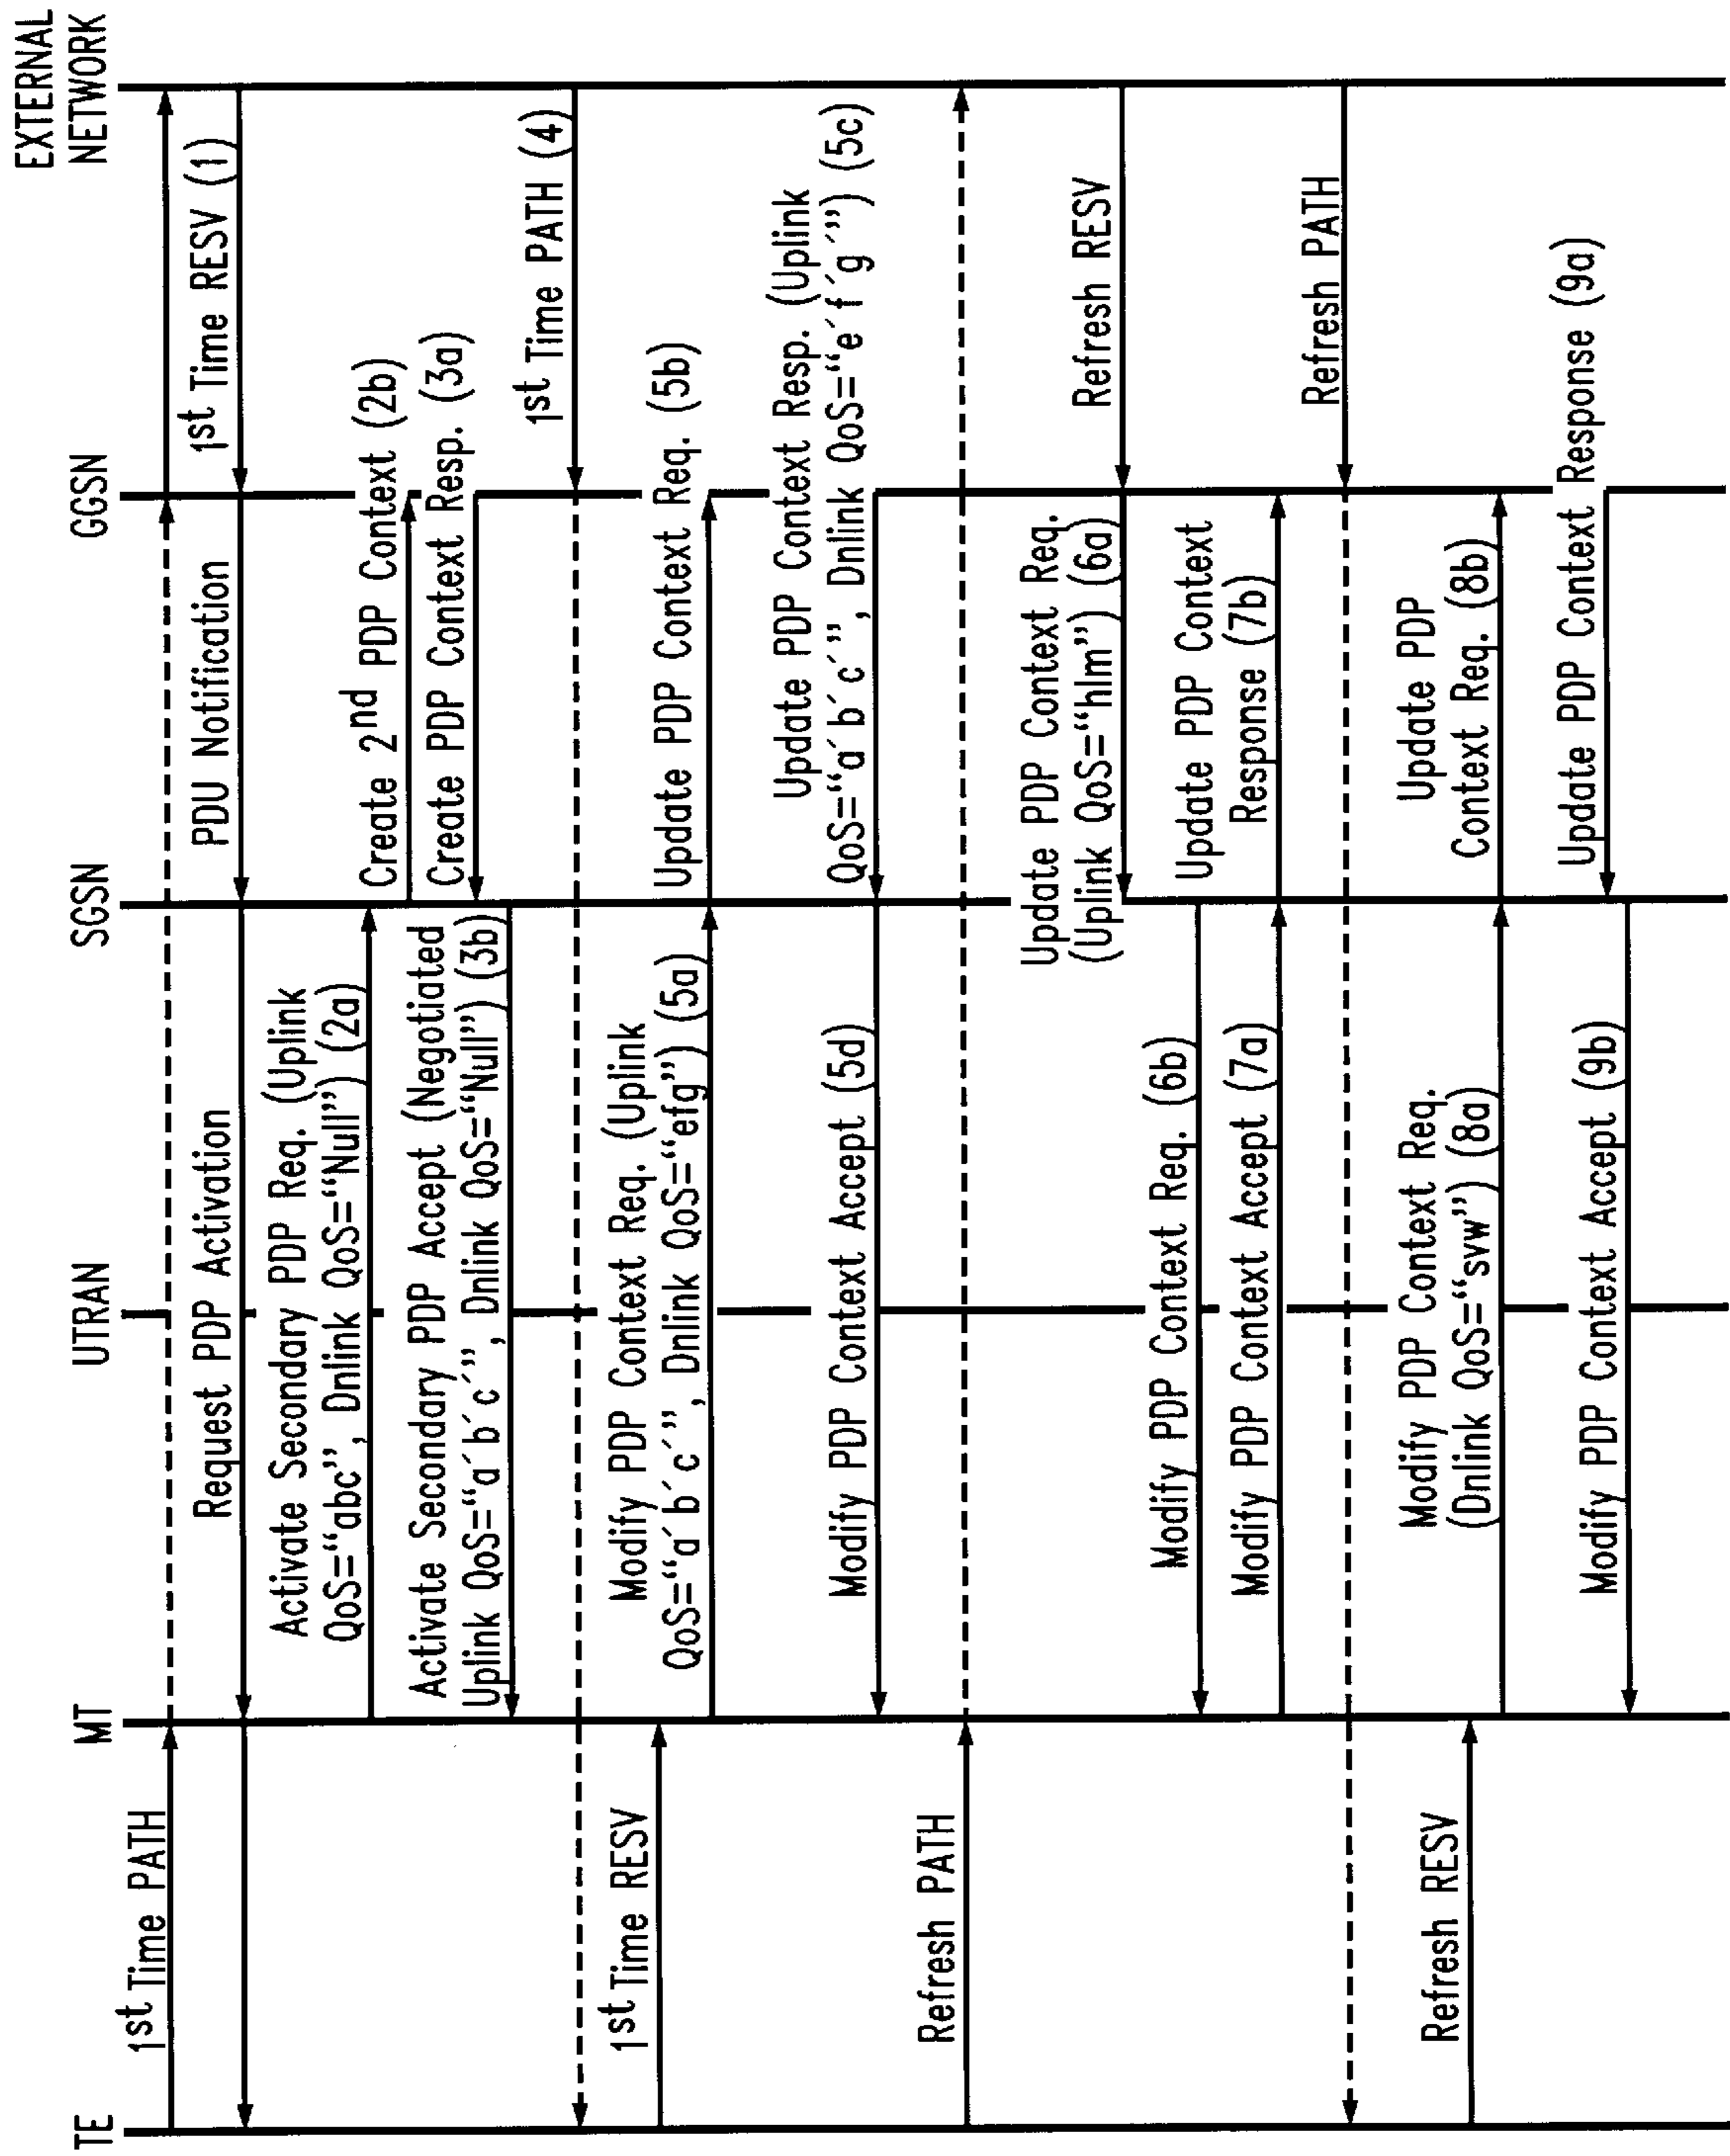 TE
MT
UTRAN
SGSN
GGSN
EXTERNAL
NETWORK
1st Time PATH
1st Time RESV (1)
PDU Notification
Request PDP Activation
Activate Secondary PDP Req. (Uplink
QoS=“abc’, Dnlink QoS=“Null”) (2a)
Create 2nd PDP Context (2b)
Create PDP Context Resp. (3a)
Activate Secondary PDP Accept (Negotiated
Uplink QoS=“a´b´c´”, Dnlink QoS=“Null”) (3b)
1st Time PATH (4)
1st Time RESV
Modify PDP Context Req. (Uplink
QoS=“a´b´c”, Dnlink QoS=“efg”) (5a)
Update PDP Context Req. (5b)
Update PDP Context Resp. (Uplink
QoS=“a´b´c´”, Dnlink QoS=“e´f´g´”) (5c)
Modify PDP Context Accept (5d)
Refresh PATH
Refresh RESV
Update PDP Context Req.
(Uplink QoS=“hlm”) (6a)
Modify PDP Context Req. (6b)
Modify PDP Context Accept (7a)
Update PDP Context
Response (7b)
Refresh PATH
Refresh RESV
Modify PDP Context Req.
(Dnlink QoS=“svw”) (8a)
Update PDP
Context Req. (8b)
Update PDP Context Response (9a)
Modify PDP Context Accept (9b)